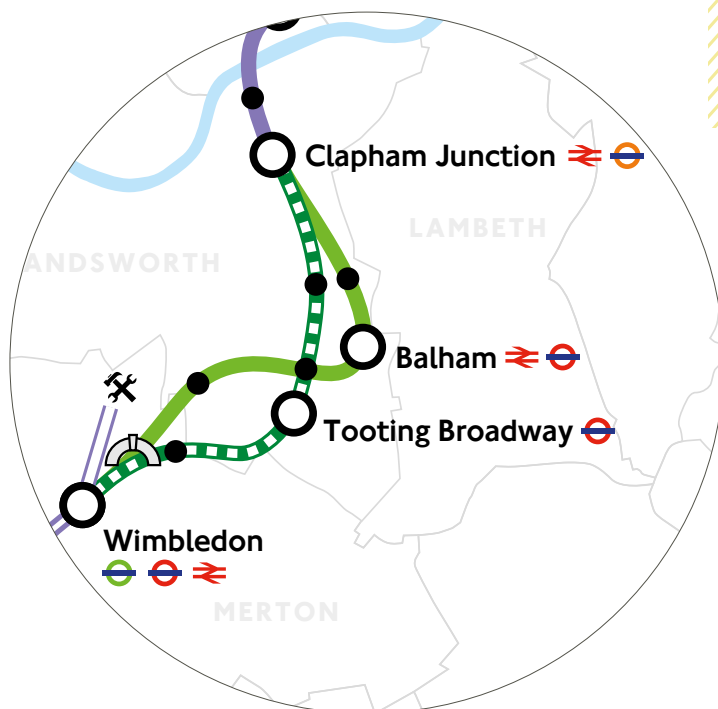 Clapham Junction
LAMBETH
ANDSWORTH
Balham
Tooting Broadway
Wimbledon
MERTON